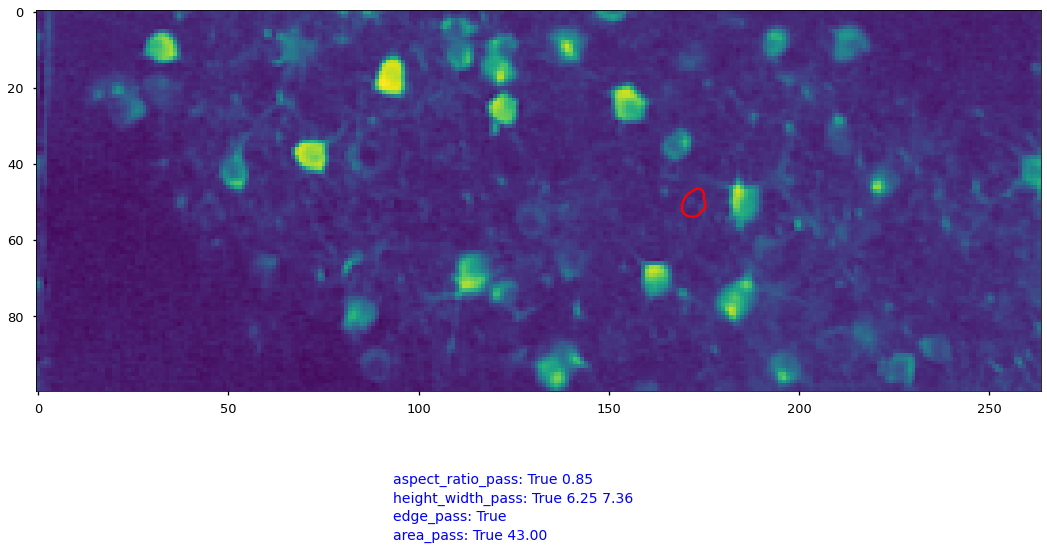 0
20
40
60
80
0 50 100 150 200 250
aspect_ratio_pass: True 0.85
height_width_pass: True 6.25 7.36
edge_pass: True
area_pass: True 43.00